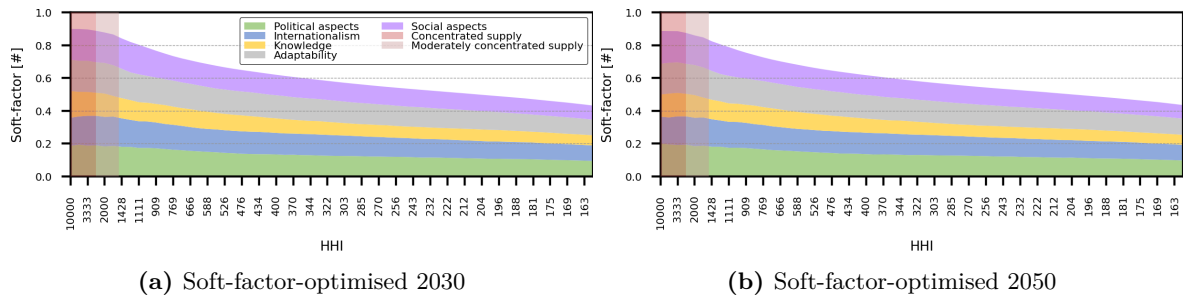 Soft-factor [#]
1.0
0.8
0.6
0.4
0.2
0.0
Political aspects
Internationalism
Knowledge
Adaptability
Social aspects
Concentrated supply
Moderately concentrated supply
10000 3333 2000 1428 1111 909 769 666 588 526 476 434 400 370 344 322 303 285 270 256 243 232 222 212 204 196 188 181 175 169 163
HHI
(a) Soft-factor-optimised 2030
Soft-factor [#]
1.0
0.8
0.6
0.4
0.2
0.0
10000 3333 2000 1428 1111 909 769 666 588 526 476 434 400 370 344 322 303 285 270 256 243 232 222 212 204 196 188 181 175 169 163
HHI
(b) Soft-factor-optimised 2050